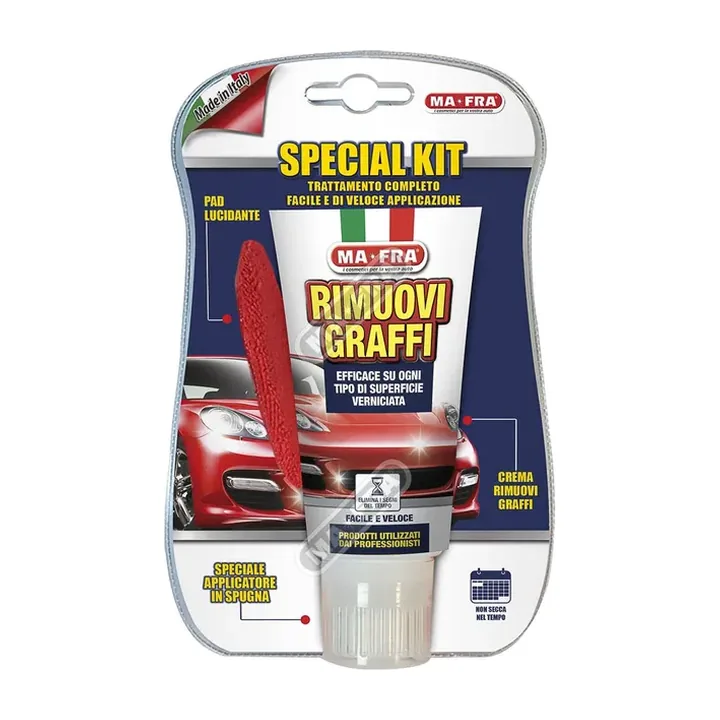 Made in Italy
MA-FRA®
i cosmetici per la vostra auto
SPECIAL KIT
TRATTAMENTO COMPLETO
FACILE E DI VELOCE APPLICAZIONE
PAD
LUCIDANTE
MA-FRA®
i cosmetici per la vostra auto
RIMUOVI
GRAFFI
EFFICACE SU OGNI
TIPO DI SUPERFICIE
VERNICIATA
CREMA
RIMUOVI
GRAFFI
ELIMINA I SEGNI
DEL TEMPO
FACILE E VELOCE
PRODOTTI UTILIZZATI
DAI PROFESSIONISTI
SPECIALE
APPLICATORE
IN SPUGNA
NON SECCA
NEL TEMPO